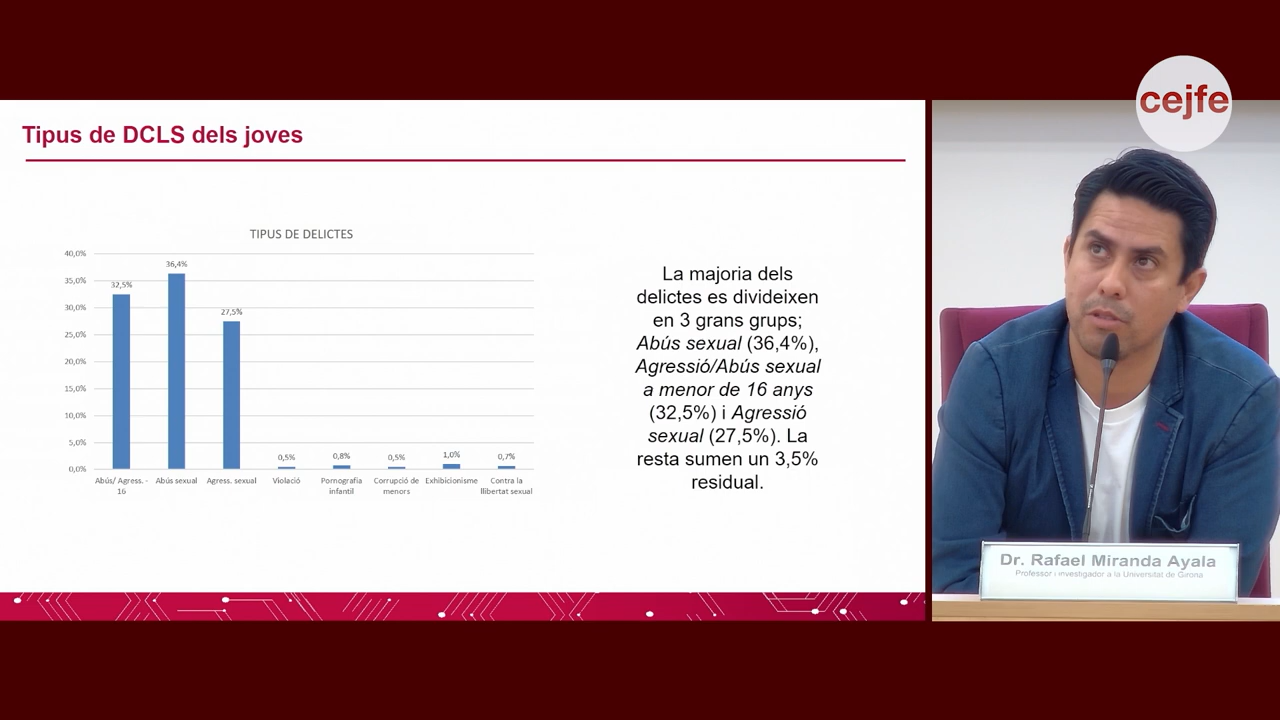 cejfe
Tipus de DCLS dels joves
TIPUS DE DELICTES
40,0%
35,0%
30,0%
25,0%
20,0%
15,0%
10,0%
5,0%
0,0%
32,5%
36,4%
27,5%
0,5%
0,8%
0,5%
1,0%
0,7%
Abús/ Agress. -
16
Abús sexual
Agress. sexual
Violació
Pornografia
infantil
Corrupció de
menors
Exhibicionisme
Contra la
llibertat sexual
La majoria dels
delictes es divideixen
en 3 grans grups;
Abús sexual (36,4%),
Agressió/Abús sexual
a menor de 16 anys
(32,5%) i Agressió
sexual (27,5%). La
resta sumen un 3,5%
residual.
Dr. Rafael Miranda Ayala
Professor i investigador a la Universitat de Girona